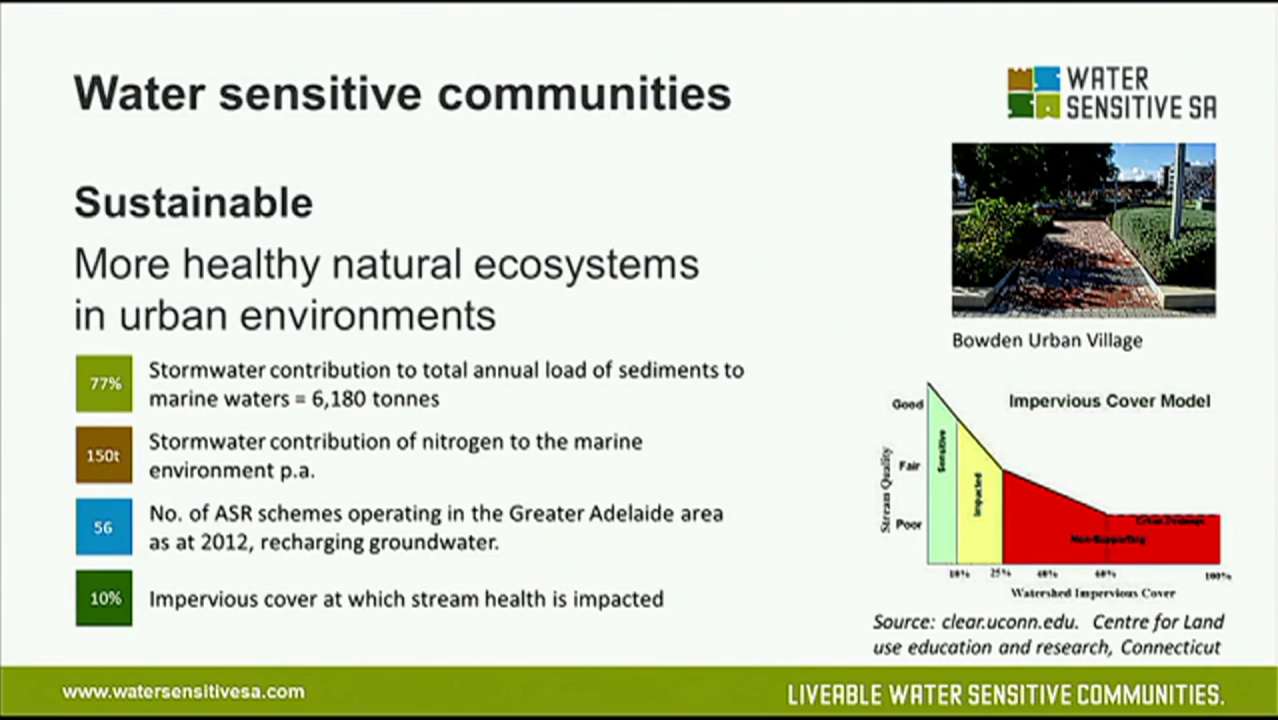 Water sensitive communities
WATER
SENSITIVE SA
Sustainable
More healthy natural ecosystems
in urban environments
77%
Stormwater contribution to total annual load of sediments to
marine waters = 6,180 tonnes
150t
Stormwater contribution of nitrogen to the marine
environment p.a.
56
No. of ASR schemes operating in the Greater Adelaide area
as at 2012, recharging groundwater.
10%
Impervious cover at which stream health is impacted
Bowden Urban Village
Impervious Cover Model
Good
Fair
Poor
Stream Quality
Sensitive
Impacted
Non-Supporting
Urban Drainage
10% 25% 40% 60% 100%
Watershed Impervious Cover
Source: clear.uconn.edu. Centre for Land
use education and research, Connecticut
www.watersensitivesa.com
LIVEABLE WATER SENSITIVE COMMUNITIES.